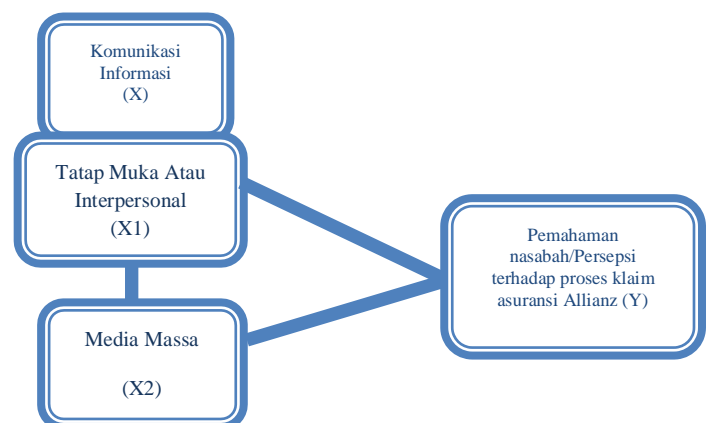 Komunikasi
Informasi
(X)
Tatap Muka Atau
Interpersonal
(X1)
Media Massa
(X2)
Pemahaman
nasabah/Persepsi
terhadap proses klaim
asuransi Allianz (Y)